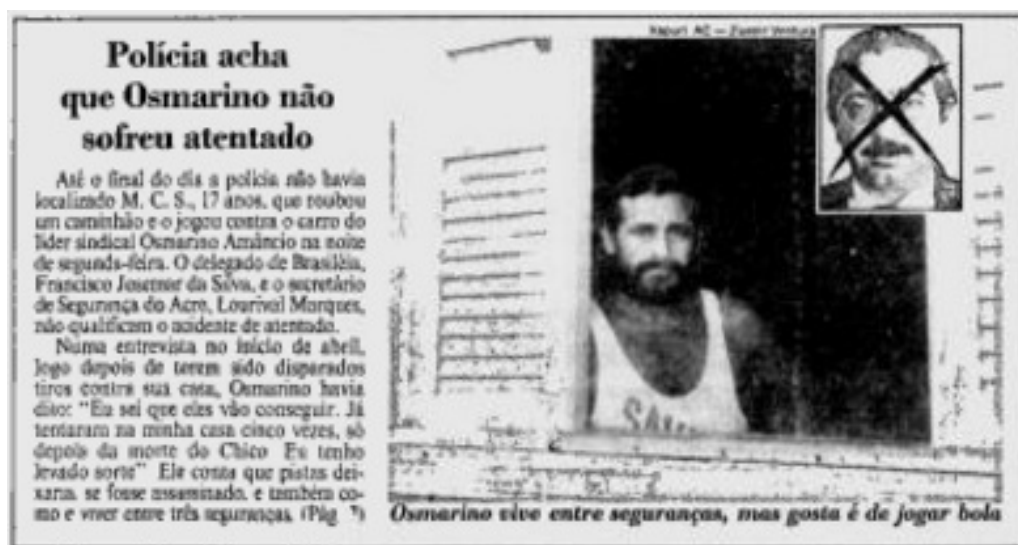 Polícia acha
que Osmarino não
sofreu atentado
Até o final do dia a polícia não havia
localizado M. C. S., 17 anos, que roubou
um caminhão e o jogou contra o carro do
líder sindical Osmarino Amâncio na noite
de segunda-feira. O delegado de Brasiléia,
Francisco Josemar da Silva, e o secretário
de Segurança do Acre, Lourival Marques,
não qualificam o acidente de atentado.
Numa entrevista no início de abril,
logo depois de terem sido disparados
tiros contra sua casa, Osmarino havia
dito: “Eu sei que eles vão conseguir. Já
tentaram na minha casa cinco vezes, só
depois da morte do Chico. Eu tenho
levado sorte” Ele conta que pistas dei-
xaria, se fosse assassinado, e também co-
mo e viver entre três seguranças. (Pág. 7)
Xapuri, AC — Zuenir Ventura
Osmarino vive entre seguranças, mas gosta é de jogar bola